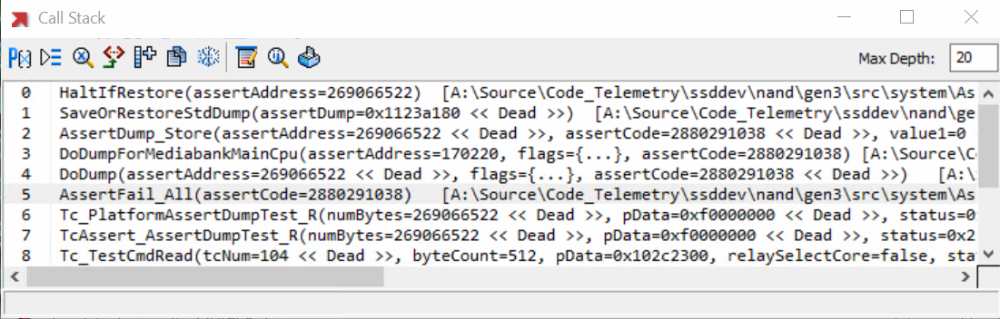 Call Stack
Max Depth: 20
0 HaltIfRestore(assertAddress=269066522) [A:\Source\Code_Telemetry\ssddev\nand\gen3\src\system\As
1 SaveOrRestoreStdDump(assertDump=0x1123a180 << Dead >>) [A:\Source\Code_Telemetry\ssddev\nand\ge
2 AssertDump_Store(assertAddress=269066522 << Dead >>, assertCode=2880291038 << Dead >>, value1=0
3 DoDumpForMediabankMainCpu(assertAddress=170220, flags={...}, assertCode=2880291038) [A:\Source\C
4 DoDump(assertAddress=269066522 << Dead >>, flags={...}, assertCode=2880291038 << Dead >>) [A:\
5 AssertFail_All(assertCode=2880291038) [A:\Source\Code_Telemetry\ssddev\nand\gen3\src\system\As
6 Tc_PlatformAssertDumpTest_R(numBytes=269066522 << Dead >>, pData=0xf0000000 << Dead >>, status=0
7 TcAssert_AssertDumpTest_R(numBytes=269066522 << Dead >>, pData=0xf0000000 << Dead >>, status=0x2
8 Tc_TestCmdRead(tcNum=104 << Dead >>, byteCount=512, pData=0x102c2300, relaySelectCore=false, sta